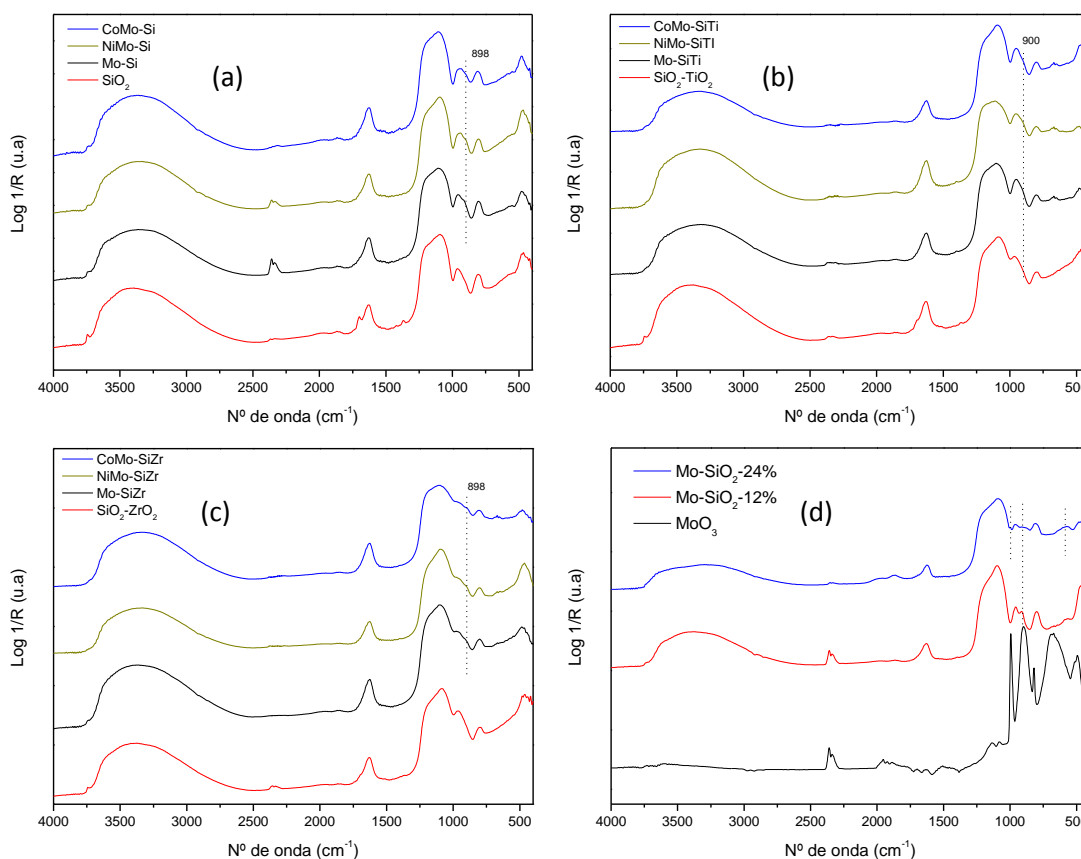 CoMo-Si
NiMo-Si
Mo-Si
SiO₂
(a)
898
Log 1/R (u.a)
4000 3500 3000 2500 2000 1500 1000 500
Nº de onda (cm⁻¹)
CoMo-SiTi
NiMo-SiTI
Mo-SiTi
SiO₂-TiO₂
(b)
900
Log 1/R (u.a)
4000 3500 3000 2500 2000 1500 1000 500
Nº de onda (cm⁻¹)
CoMo-SiZr
NiMo-SiZr
Mo-SiZr
SiO₂-ZrO₂
(c)
898
Log 1/R (u.a)
4000 3500 3000 2500 2000 1500 1000 500
Nº de onda (cm⁻¹)
Mo-SiO₂-24%
Mo-SiO₂-12%
MoO₃
(d)
Log 1/R (u.a)
4000 3500 3000 2500 2000 1500 1000 500
Nº de onda (cm⁻¹)